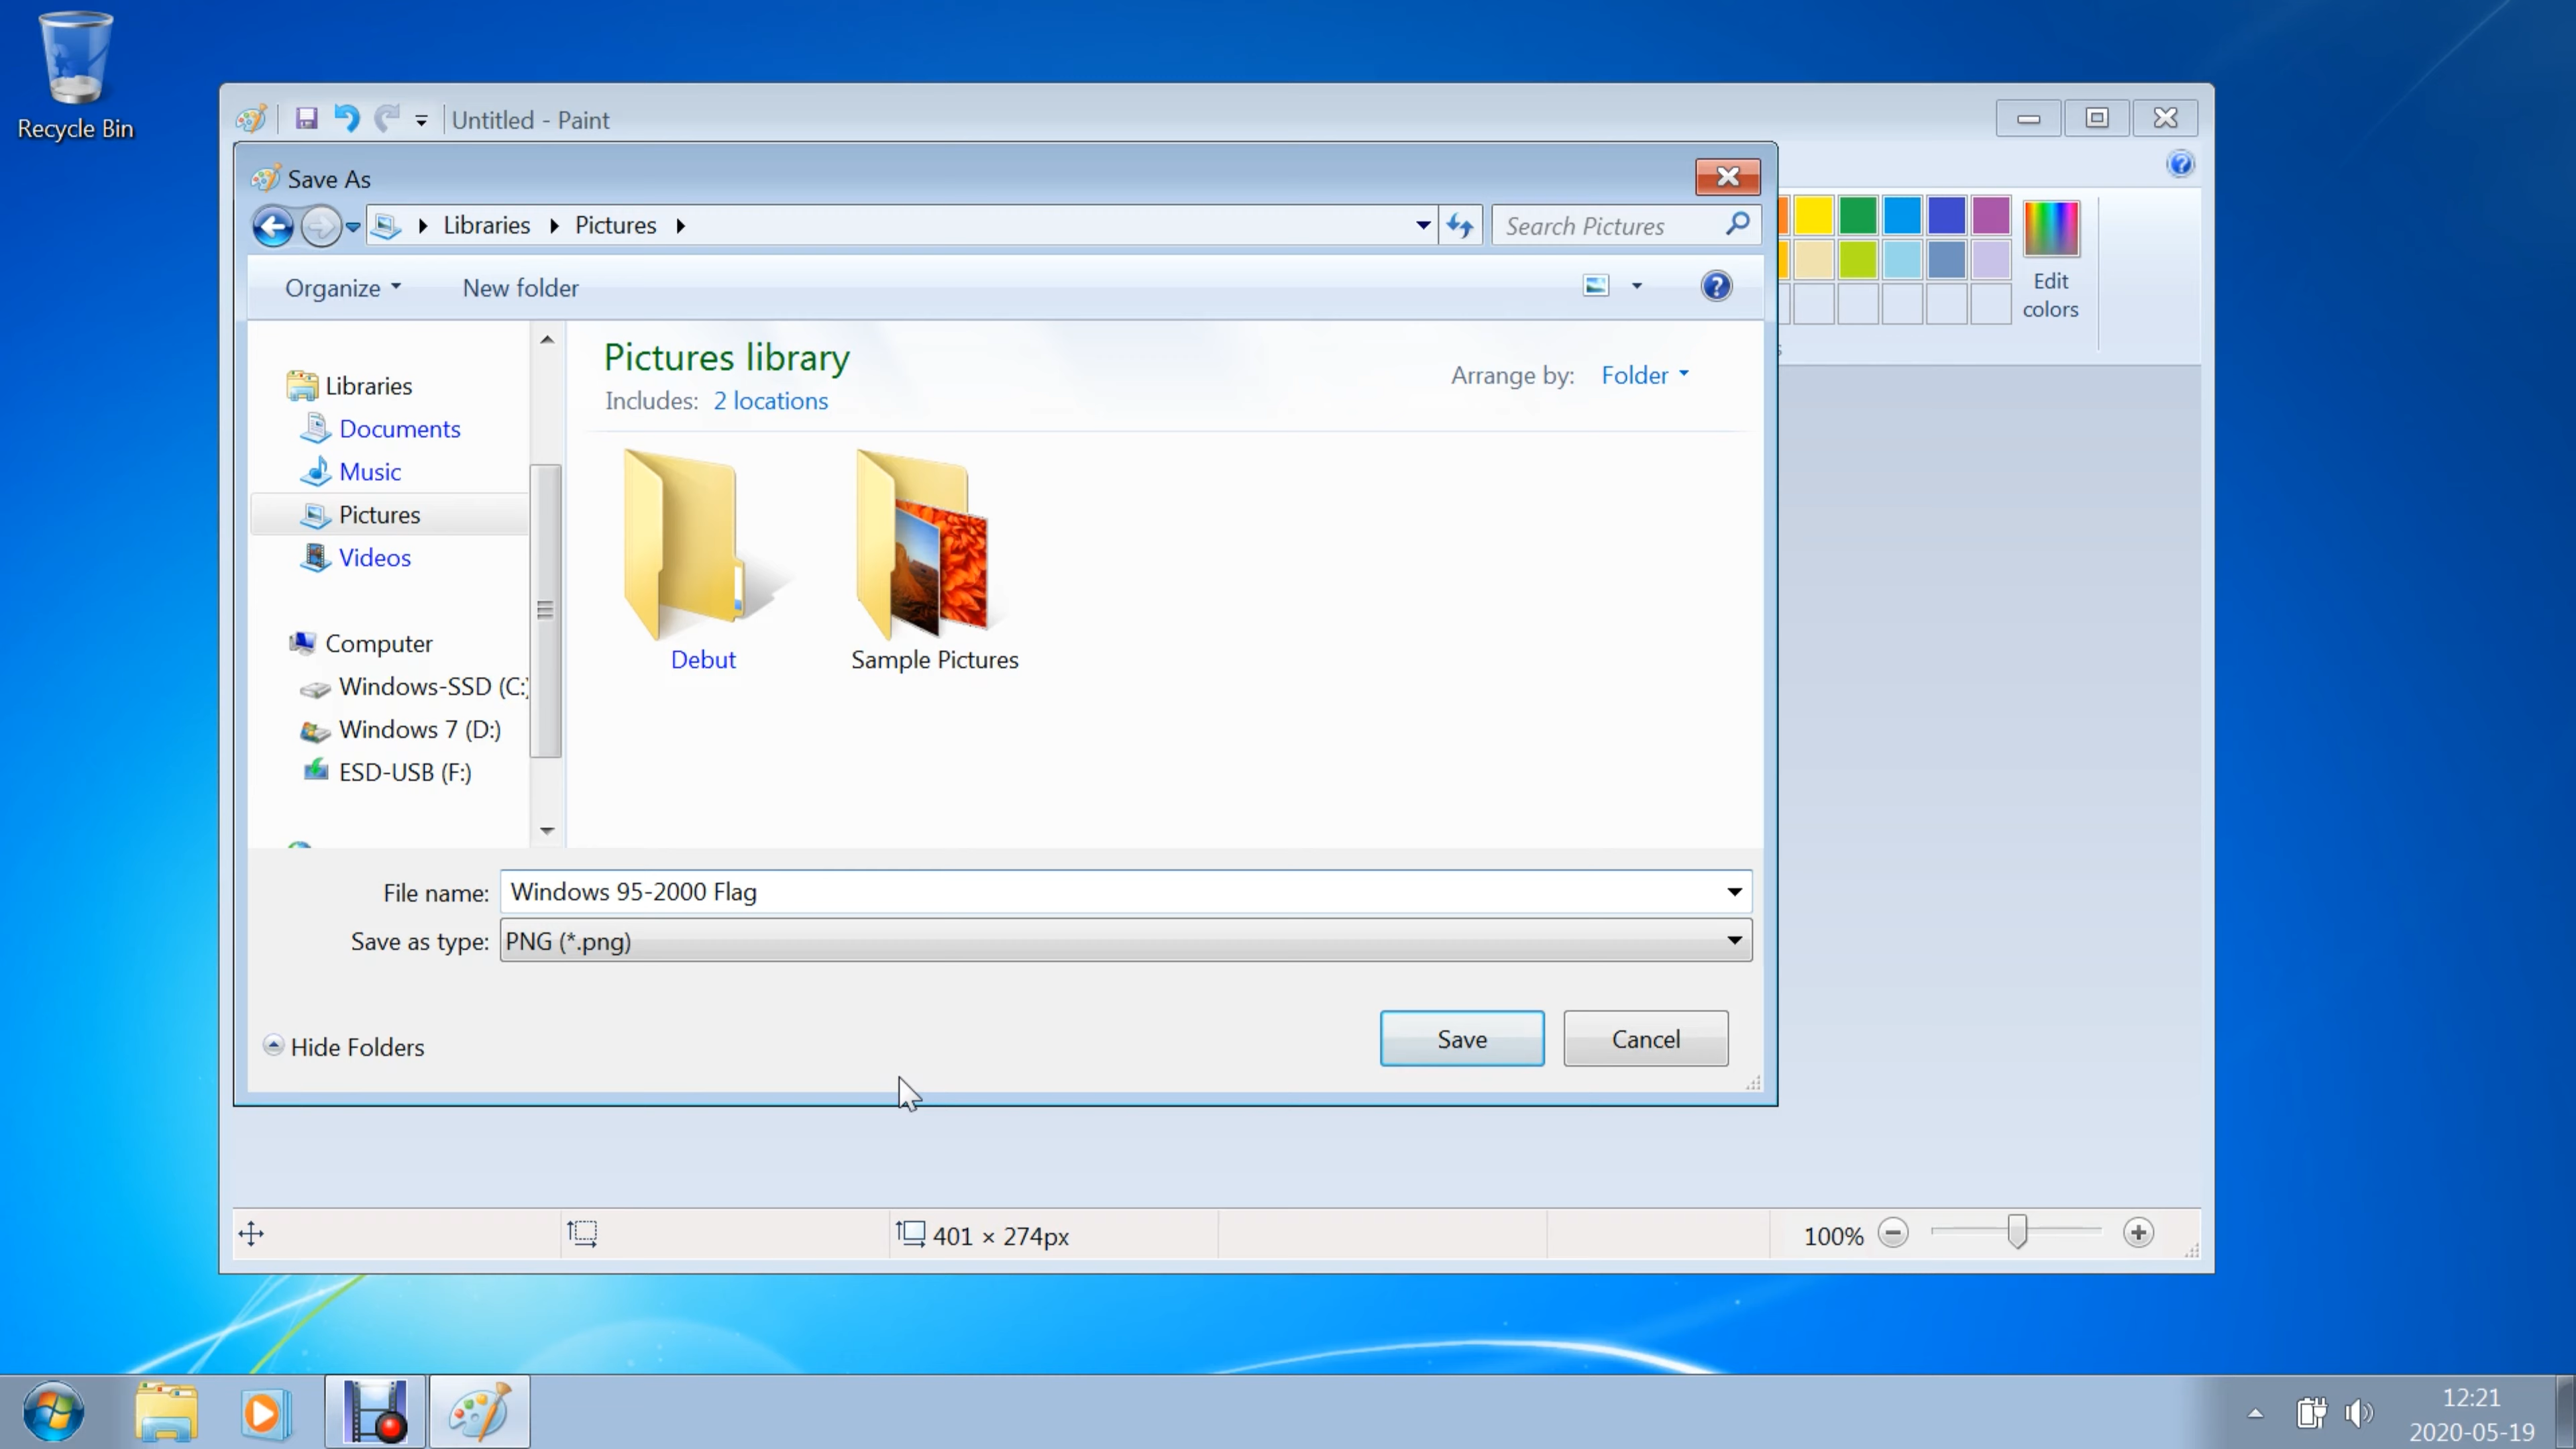 Recycle Bin
Untitled - Paint
Save As
Libraries
Pictures
Search Pictures
Organize
New folder
Edit
colors
Pictures library
Includes: 2 locations
Arrange by: Folder
Libraries
Documents
Music
Pictures
Videos
Computer
Windows-SSD (C:)
Windows 7 (D:)
ESD-USB (F:)
Debut
Sample Pictures
File name: Windows 95-2000 Flag
Save as type: PNG (*.png)
Hide Folders
Save
Cancel
401 × 274px
100%
12:21
2020-05-19